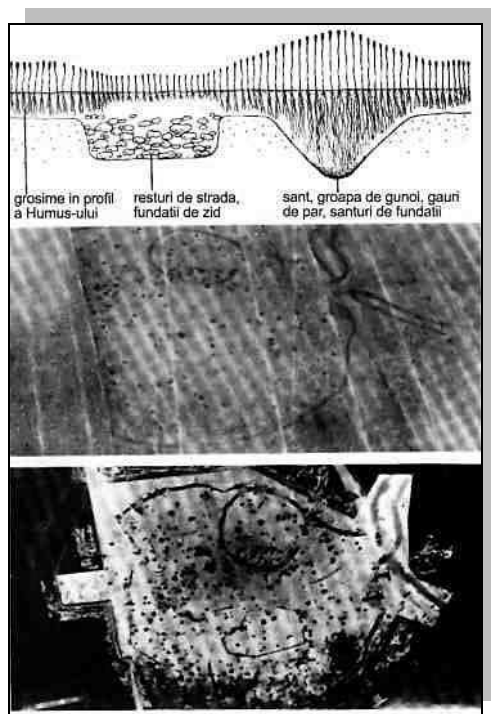 grosime in profil
a Humus-ului
resturi de strada,
fundatii de zid
sant, groapa de gunoi, gauri
de par, santuri de fundatii